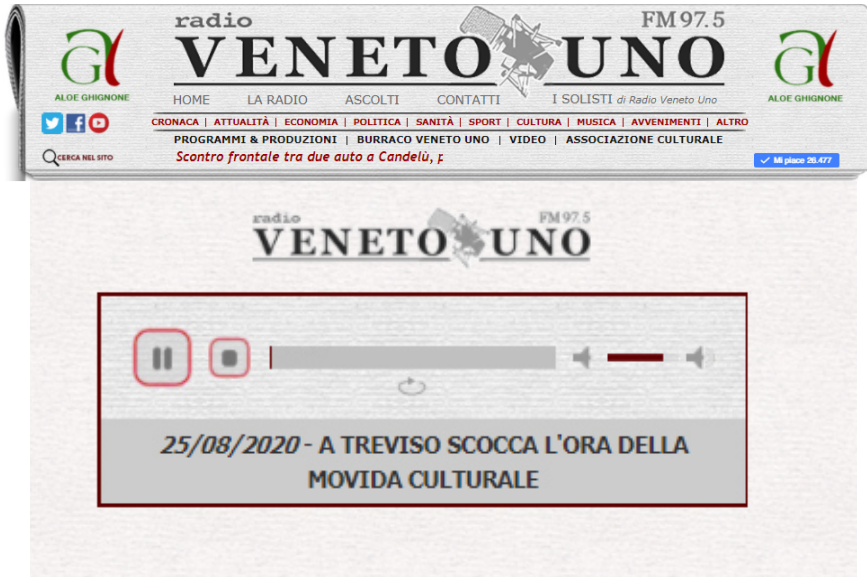 radio
FM 97.5
VENETO UNO
ALOE GHIGNONE
ALOE GHIGNONE
HOME LA RADIO ASCOLTI CONTATTI I SOLISTI di Radio Veneto Uno
CRONACA | ATTUALITÀ | ECONOMIA | POLITICA | SANITÀ | SPORT | CULTURA | MUSICA | AVVENIMENTI | ALTRO
PROGRAMMI & PRODUZIONI | BURRACO VENETO UNO | VIDEO | ASSOCIAZIONE CULTURALE
CERCA NEL SITO
Scontro frontale tra due auto a Candelù, p
Mi piace 26.477
radio
FM 97.5
VENETO UNO
25/08/2020 - A TREVISO SCOCCA L'ORA DELLA
MOVIDA CULTURALE